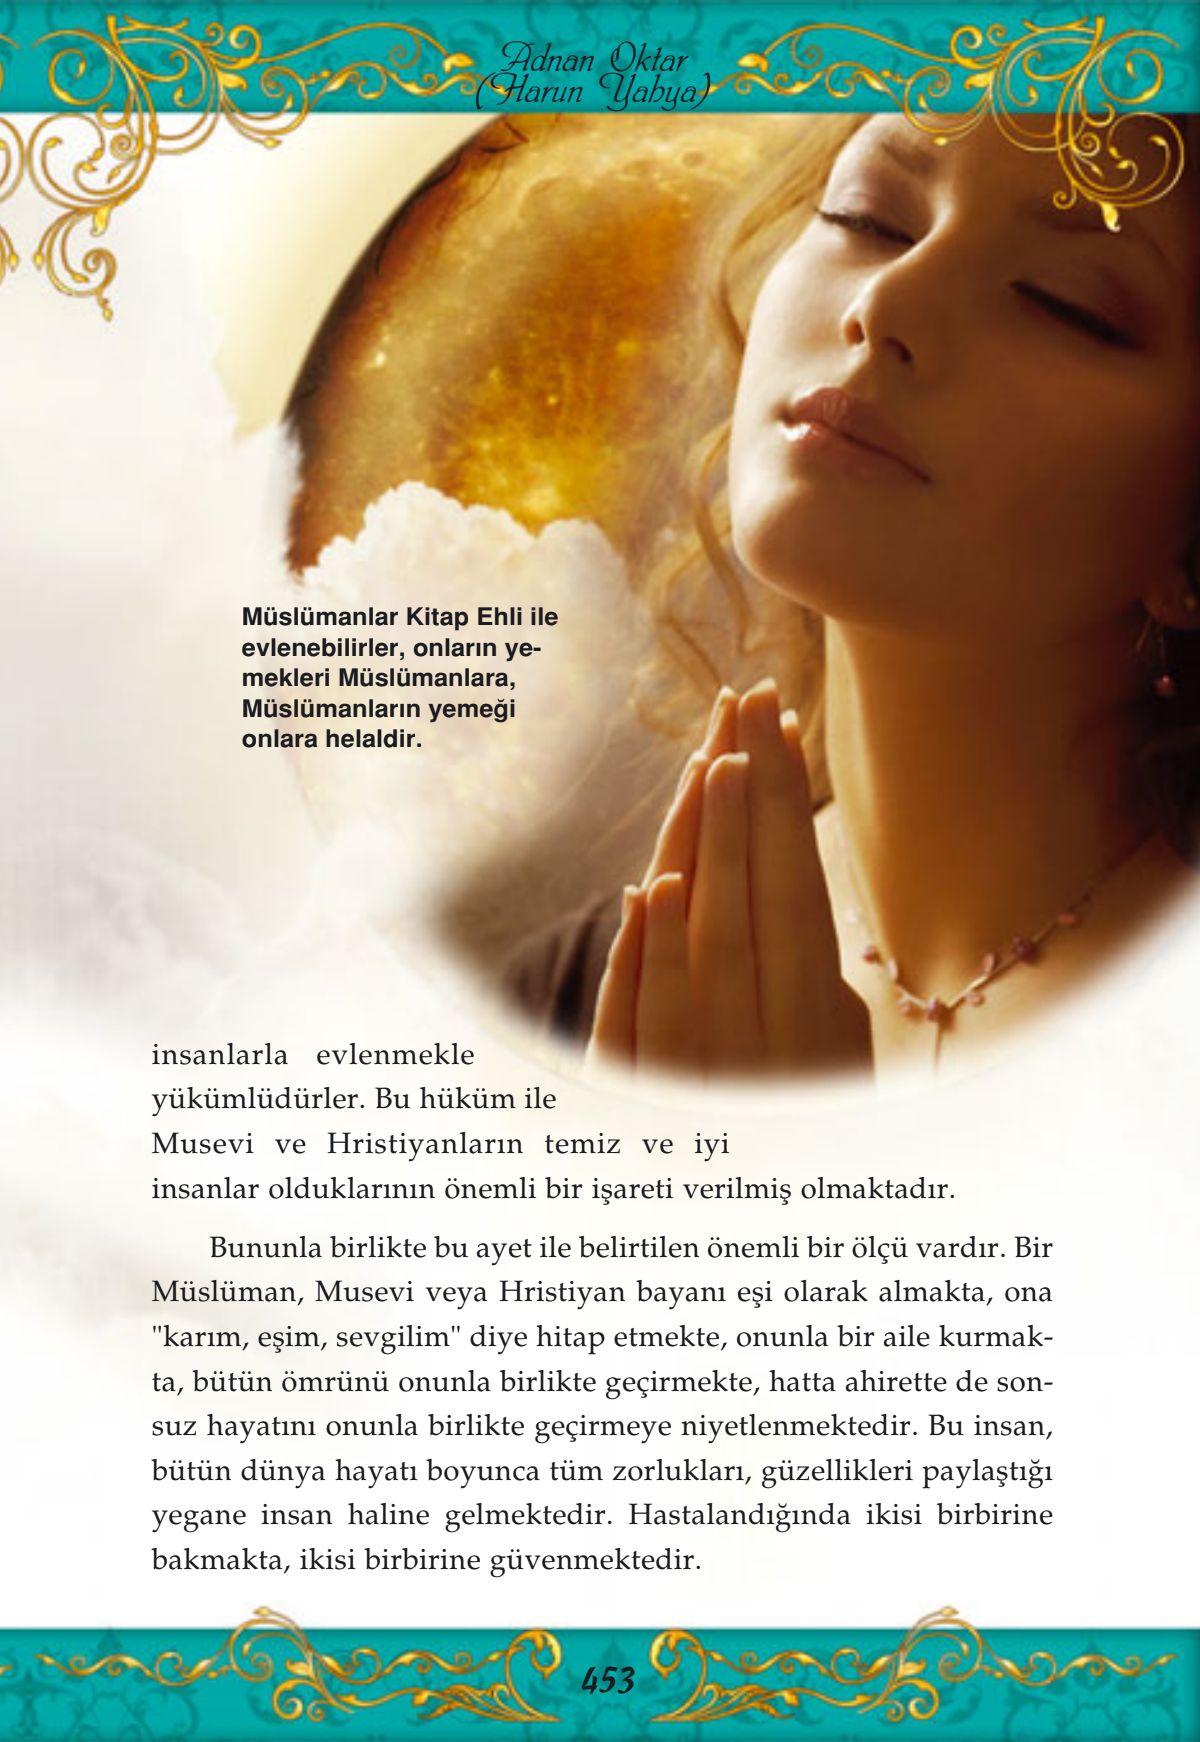 Adnan Oktar
(Harun Yahya)
Müslümanlar Kitap Ehli ile
evlenebilirler, onların ye-
mekleri Müslümanlara,
Müslümanların yemeği
onlara helaldir.
insanlarla evlenmekle
yükümlüdürler. Bu hüküm ile
Musevi ve Hristiyanların temiz ve iyi
insanlar olduklarının önemli bir işareti verilmiş olmaktadır.
Bununla birlikte bu ayet ile belirtilen önemli bir ölçü vardır. Bir
Müslüman, Musevi veya Hristiyan bayanı eşi olarak almakta, ona
"karım, eşim, sevgilim" diye hitap etmekte, onunla bir aile kurmak-
ta, bütün ömrünü onunla birlikte geçirmekte, hatta ahirette de son-
suz hayatını onunla birlikte geçirmeye niyetlenmektedir. Bu insan,
bütün dünya hayatı boyunca tüm zorlukları, güzellikleri paylaştığı
yegane insan haline gelmektedir. Hastalandığında ikisi birbirine
bakmakta, ikisi birbirine güvenmektedir.
453